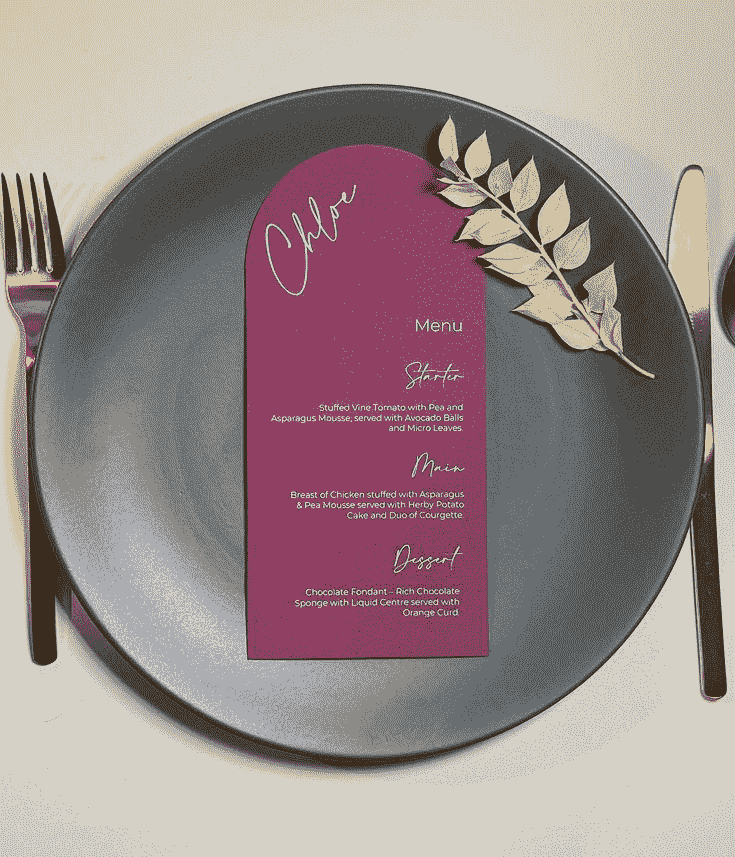 Chloe
Menu
Starter
Stuffed Vine Tomato with Pea and
Asparagus Mousse, served with Avocado Balls
and Micro Leaves.
Main
Breast of Chicken stuffed with Asparagus
& Pea Mousse served with Herby Potato
Cake and Duo of Courgette.
Dessert
Chocolate Fondant – Rich Chocolate
Sponge with Liquid Centre served with
Orange Curd.